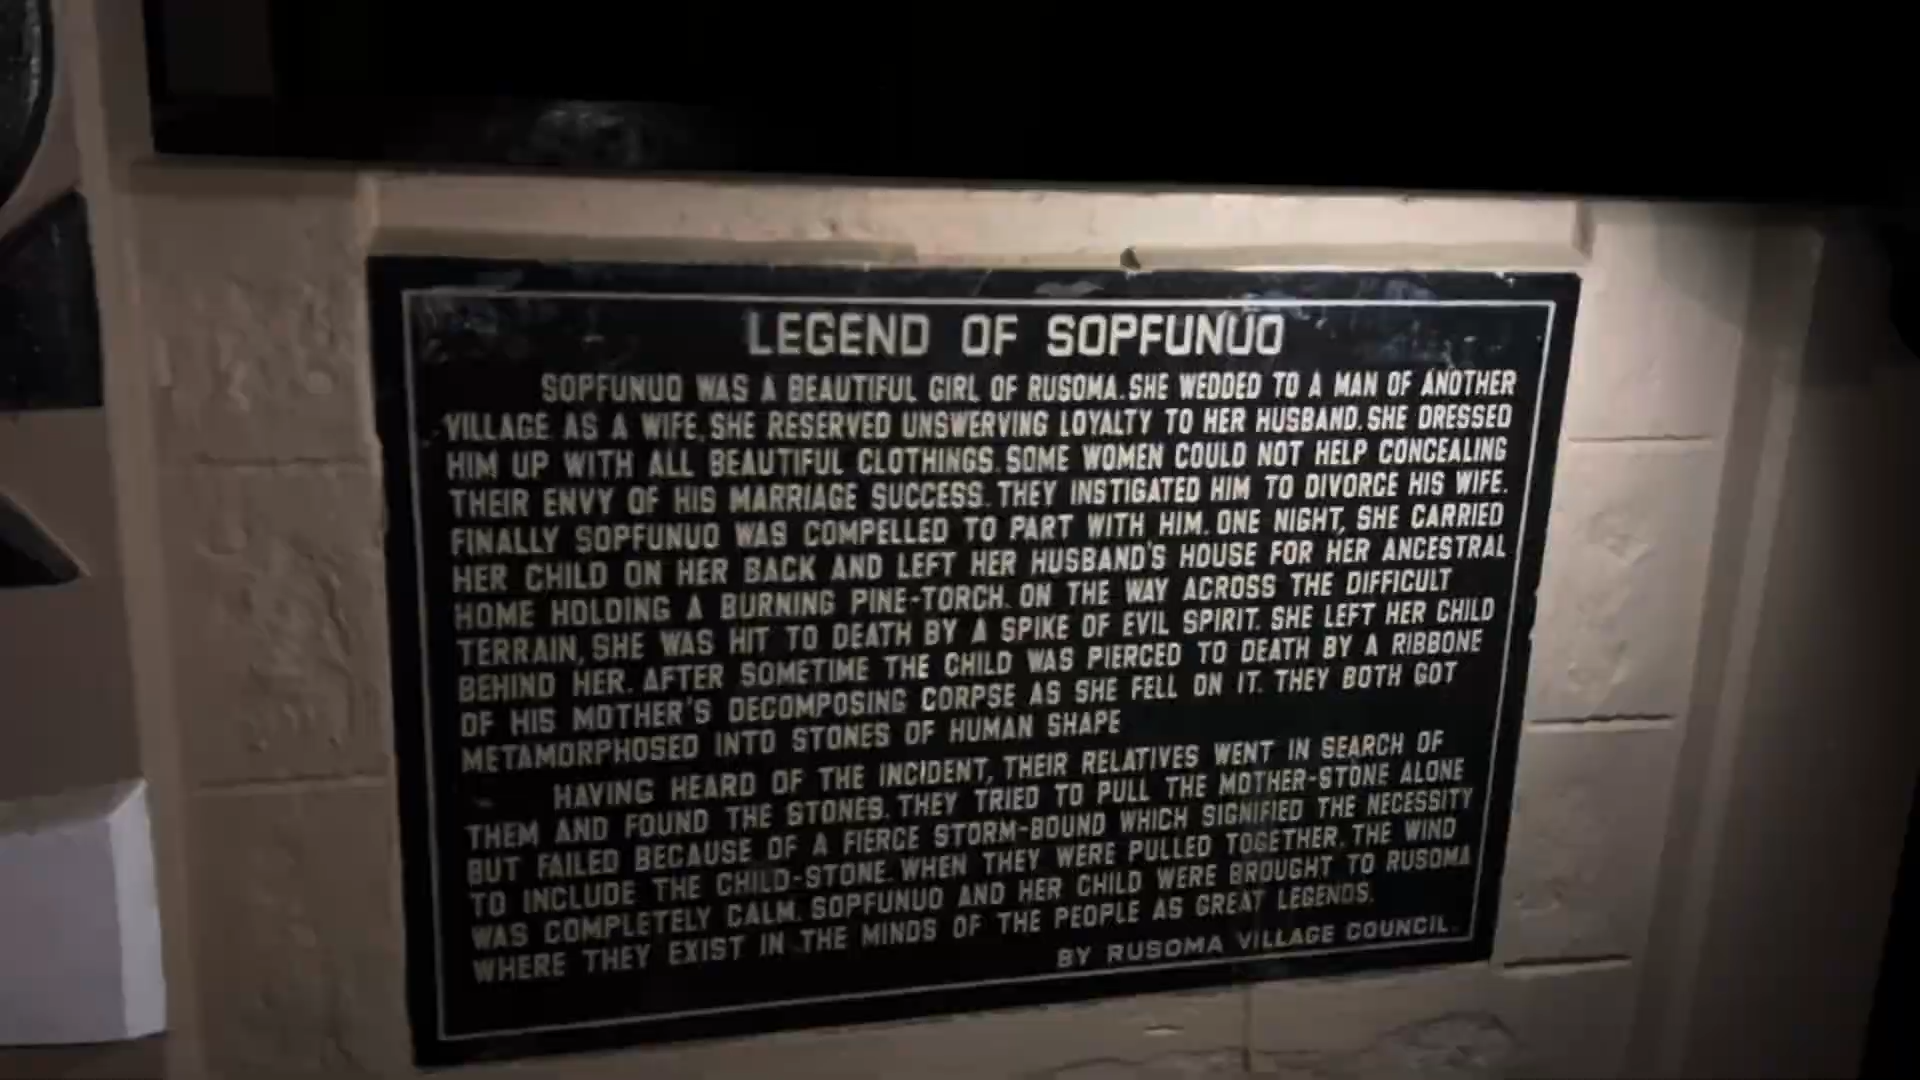 LEGEND OF SOPFUNUO
SOPFUNUO WAS A BEAUTIFUL GIRL OF RUSOMA. SHE WEDDED TO A MAN OF ANOTHER
VILLAGE AS A WIFE. SHE RESERVED UNSWERVING LOYALTY TO HER HUSBAND. SHE DRESSED
HIM UP WITH ALL BEAUTIFUL CLOTHINGS. SOME WOMEN COULD NOT HELP CONCEALING
THEIR ENVY OF HIS MARRIAGE SUCCESS. THEY INSTIGATED HIM TO DIVORCE HIS WIFE.
FINALLY SOPFUNUO WAS COMPELLED TO PART WITH HIM. ONE NIGHT, SHE CARRIED
HER CHILD ON HER BACK AND LEFT HER HUSBAND'S HOUSE FOR HER ANCESTRAL
HOME HOLDING A BURNING PINE-TORCH. ON THE WAY ACROSS THE DIFFICULT
TERRAIN, SHE WAS HIT TO DEATH BY A SPIKE OF EVIL SPIRIT. SHE LEFT HER CHILD
BEHIND HER. AFTER SOMETIME THE CHILD WAS PIERCED TO DEATH BY A RIBBONE
OF HIS MOTHER'S DECOMPOSING CORPSE AS SHE FELL ON IT. THEY BOTH GOT
METAMORPHOSED INTO STONES OF HUMAN SHAPE
HAVING HEARD OF THE INCIDENT, THEIR RELATIVES WENT IN SEARCH OF
THEM AND FOUND THE STONES. THEY TRIED TO PULL THE MOTHER-STONE ALONE
BUT FAILED BECAUSE OF A FIERCE STORM-BOUND WHICH SIGNIFIED THE NECESSITY
TO INCLUDE THE CHILD-STONE. WHEN THEY WERE PULLED TOGETHER. THE WIND
WAS COMPLETELY CALM. SOPFUNUO AND HER CHILD WERE BROUGHT TO RUSOMA
WHERE THEY EXIST IN THE MINDS OF THE PEOPLE AS GREAT LEGENDS.
BY RUSOMA VILLAGE COUNCIL.